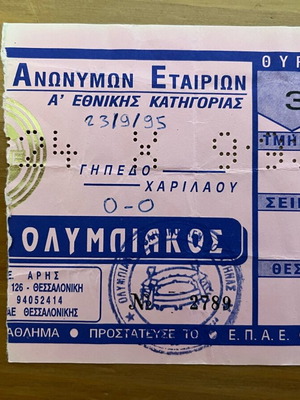 ΑΝΩΝΥΜΩΝ ΕΤΑΙΡΙΩΝ
Α' ΕΘΝΙΚΗΣ ΚΑΤΗΓΟΡΙΑΣ
23/9/95
ΘΥΡ
ΤΜΗ
ΓΗΠΕΔΟ
ΧΑΡΙΛΑΟΥ
0-0
ΣΕΙ
ΟΛΥΜΠΙΑΚΟΣ
ΘΕΣ
Ε ΑΡΗΣ
126 - ΘΕΣΣΑΛΟΝΙΚΗ
94052414
ΑΕ ΘΕΣΣΑΛΟΝΙΚΗΣ
№ 2789
ΑΘΛΗΜΑ • ΠΡΟΣΤΑΤΕΥΣΕ ΤΟ • Ε.Π.Α.Ε.